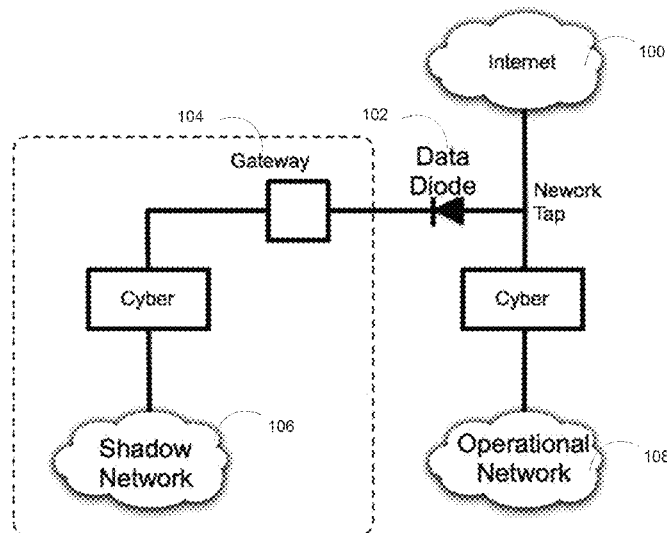 Internet
100
104
102
Gateway
Data
Diode
Nework
Tap
Cyber
Cyber
106
Shadow
Network
Operational
Network
108